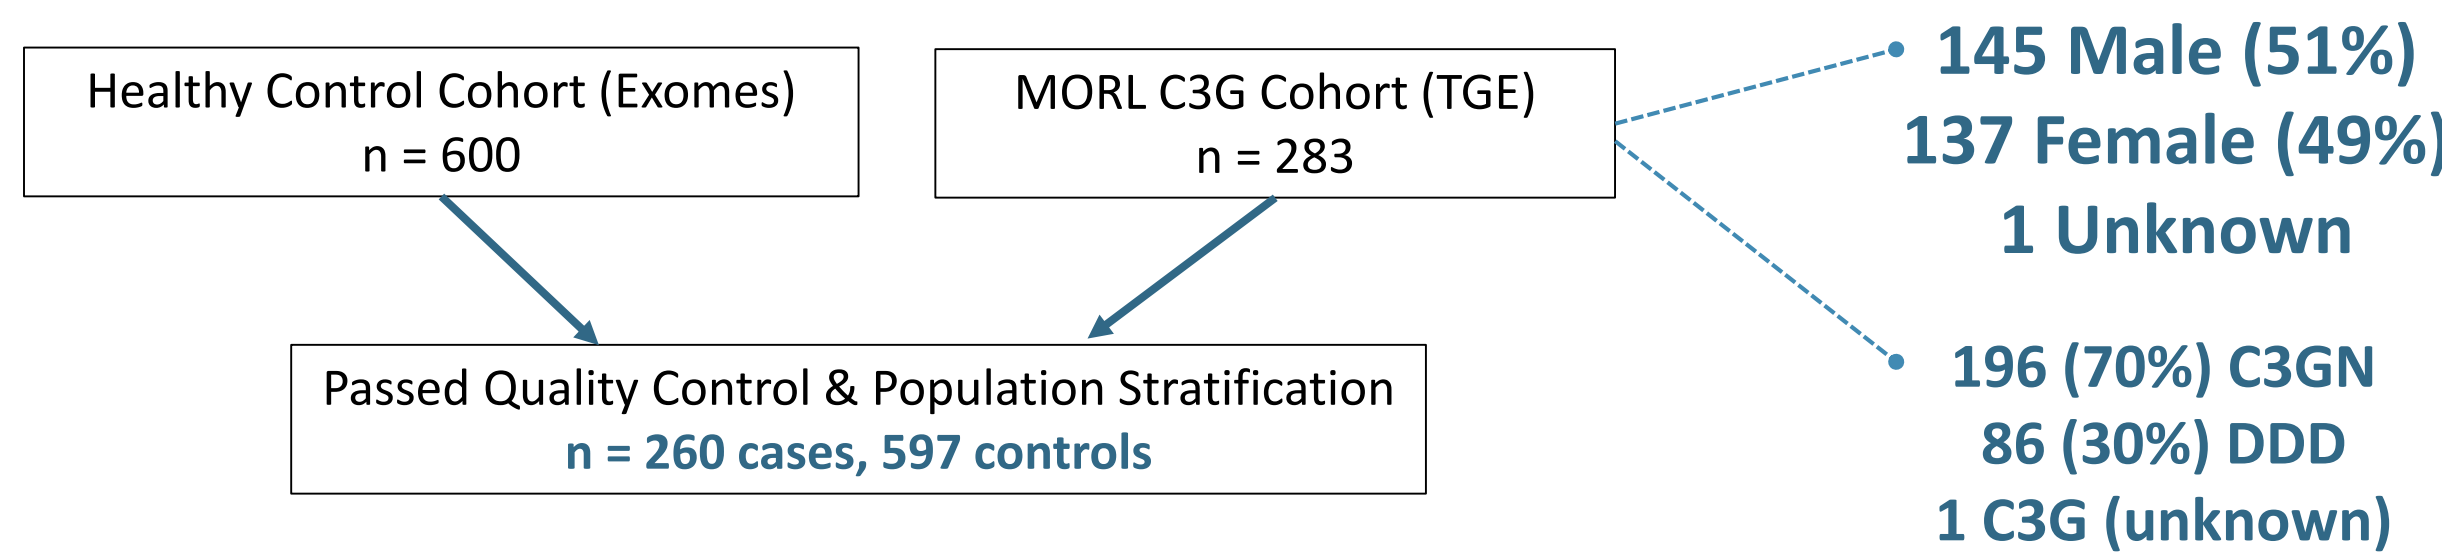 Healthy Control Cohort (Exomes)
n = 600
MORL C3G Cohort (TGE)
n = 283
145 Male (51%)
137 Female (49%)
1 Unknown
196 (70%) C3GN
86 (30%) DDD
1 C3G (unknown)
Passed Quality Control & Population Stratification
n = 260 cases, 597 controls